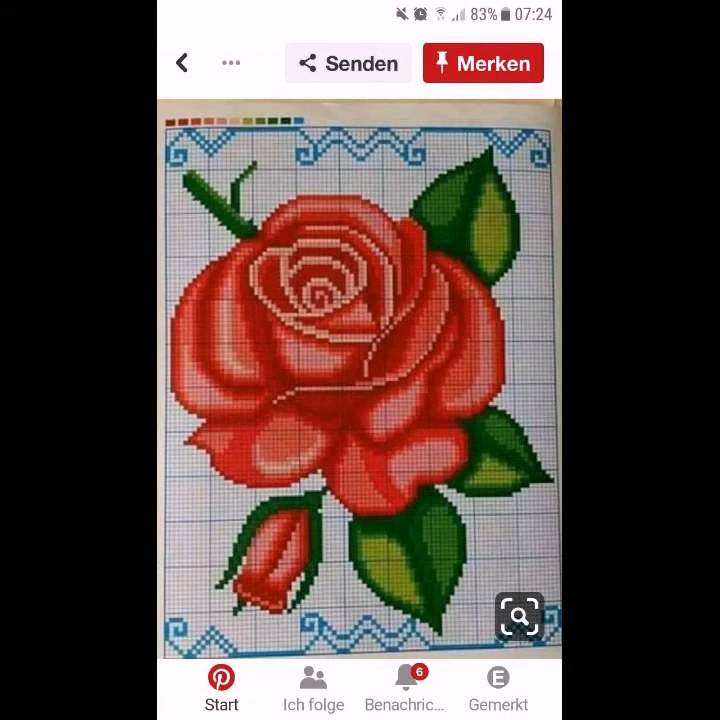 83% 07:24
Senden
Merken
6
Start
Ich folge
Benachric...
E
Gemerkt